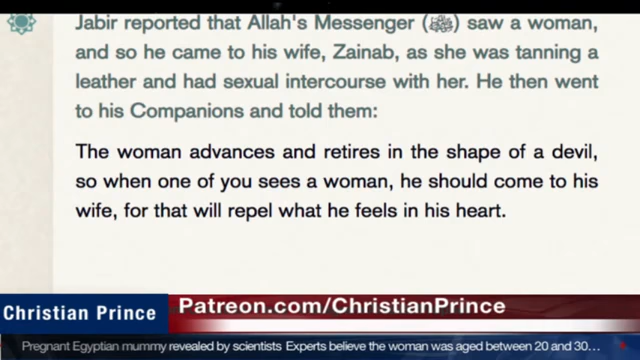 Jabir reported that Allah's Messenger (ﷺ) saw a woman,
and so he came to his wife, Zainab, as she was tanning a
leather and had sexual intercourse with her. He then went
to his Companions and told them:
The woman advances and retires in the shape of a devil,
so when one of you sees a woman, he should come to his
wife, for that will repel what he feels in his heart.
Christian Prince
Patreon.com/ChristianPrince
Pregnant Egyptian mummy revealed by scientists Experts believe the woman was aged between 20 and 30...